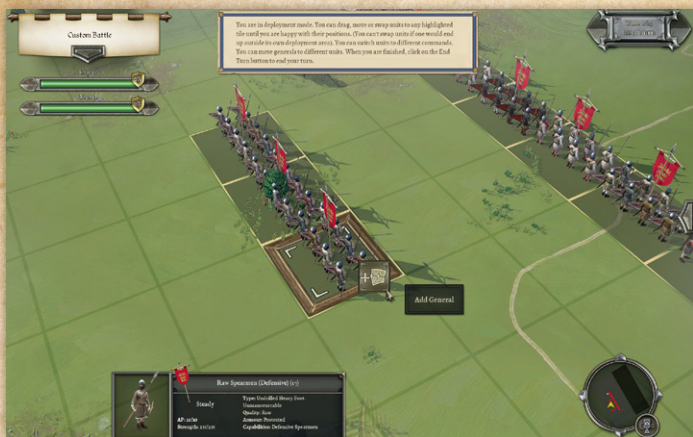 Custom Battle
You are in deployment mode. You can drag, move or swap units to any highlighted
tile until you are happy with their positions. (You can't swap units if one would end
up outside its own deployment area). You can switch units to different commands.
You can move generals to different units. When you are finished, click on the End
Turn button to end your turn.
Add General
Raw Spearmen (Defensive)
Steady
Type: Undrilled Heavy Foot
Unmanoeuvrable
Quality: Raw
Armour: Protected
Capabilities: Defensive Spearmen
AP:
Strength: